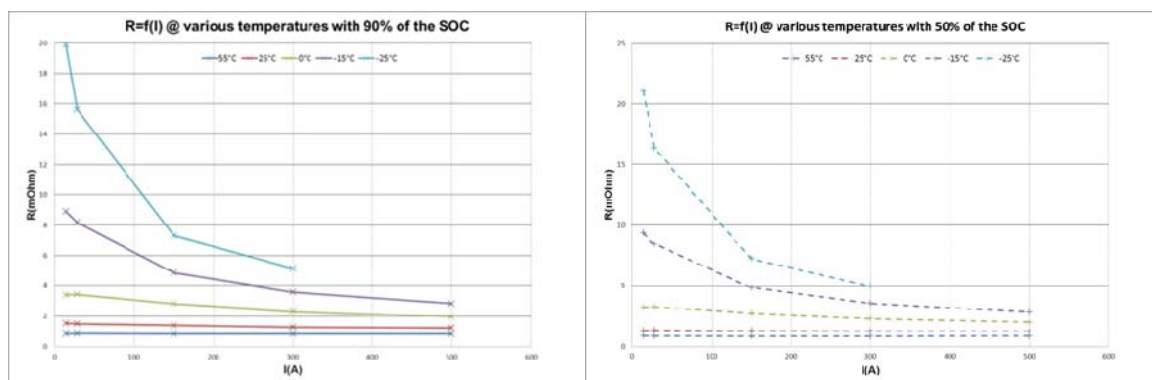 R=f(I) @ various temperatures with 90% of the SOC
20
18
16
14
12
10
8
6
4
2
0
R(mOhm)
55°C 25°C 0°C -15°C -25°C
0 100 200 300 400 500 600
I(A)
R=f(I) @ various temperatures with 50% of the SOC
25
20
15
10
5
0
R(mOhm)
55°C 25°C 0°C -15°C -25°C
0 100 200 300 400 500 600
I(A)